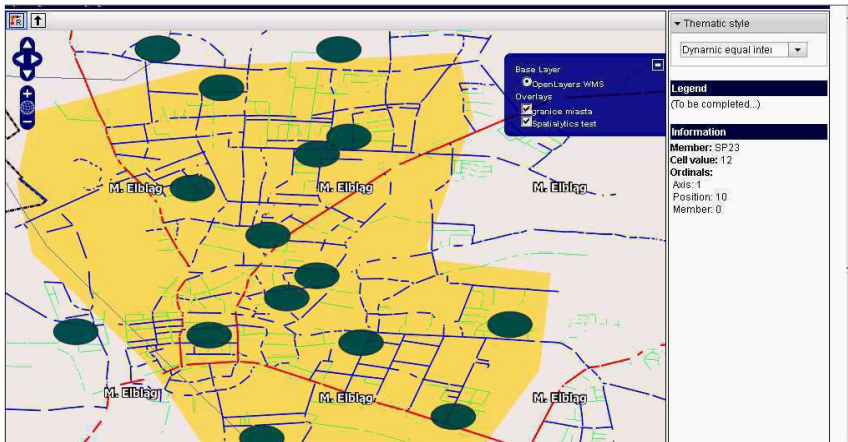 R
M. Elbląg
M. Elbląg
M. Elbląg
M. Elbląg
M. Elbląg
M. Elbląg
Base Layer
OpenLayers WMS
Overlays
granice miasta
Spatialytics test
Thematic style
Dynamic equal inter
Legend
(To be completed...)
Information
Member: SP23
Cell value: 12
Ordinals:
Axis: 1
Position: 10
Member: 0